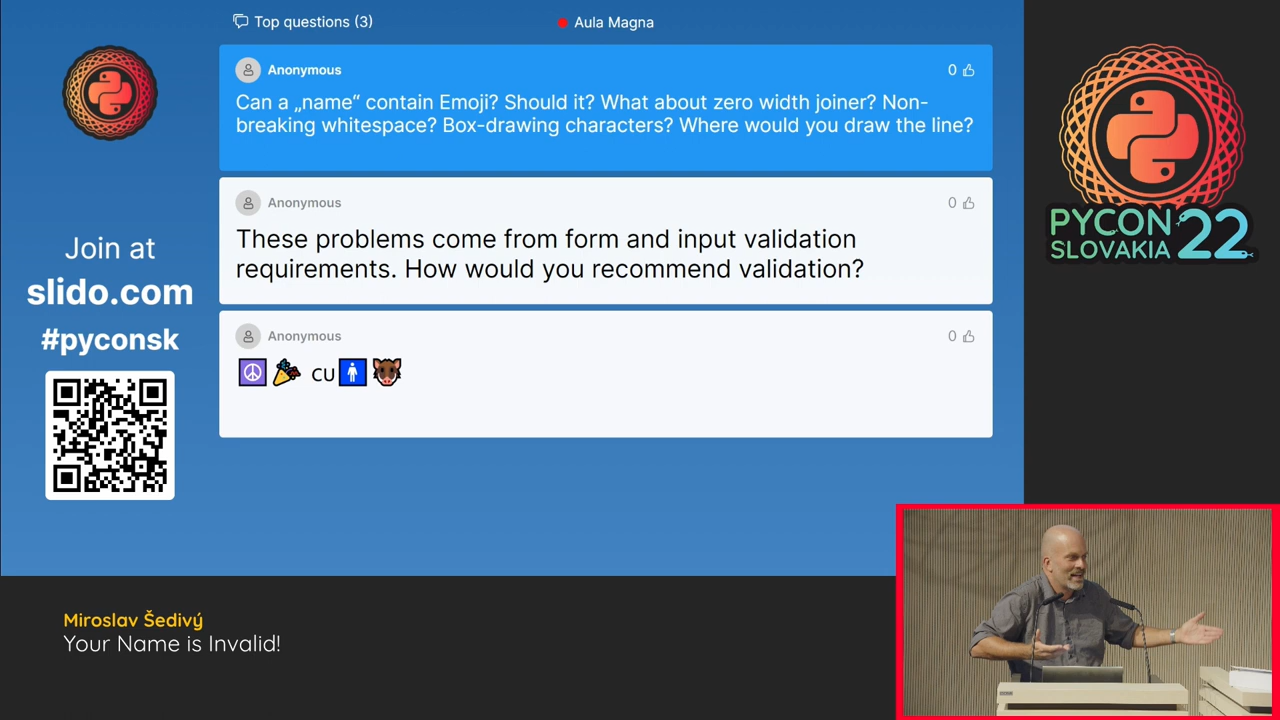 Top questions (3)
Aula Magna
Anonymous
0
Can a „name“ contain Emoji? Should it? What about zero width joiner? Non-
breaking whitespace? Box-drawing characters? Where would you draw the line?
Anonymous
0
These problems come from form and input validation
requirements. How would you recommend validation?
Anonymous
0
☮️🎉 cu🚹🐗
Join at
slido.com
#pyconsk
PYCON
SLOVAKIA
22
Miroslav Šedivý
Your Name is Invalid!